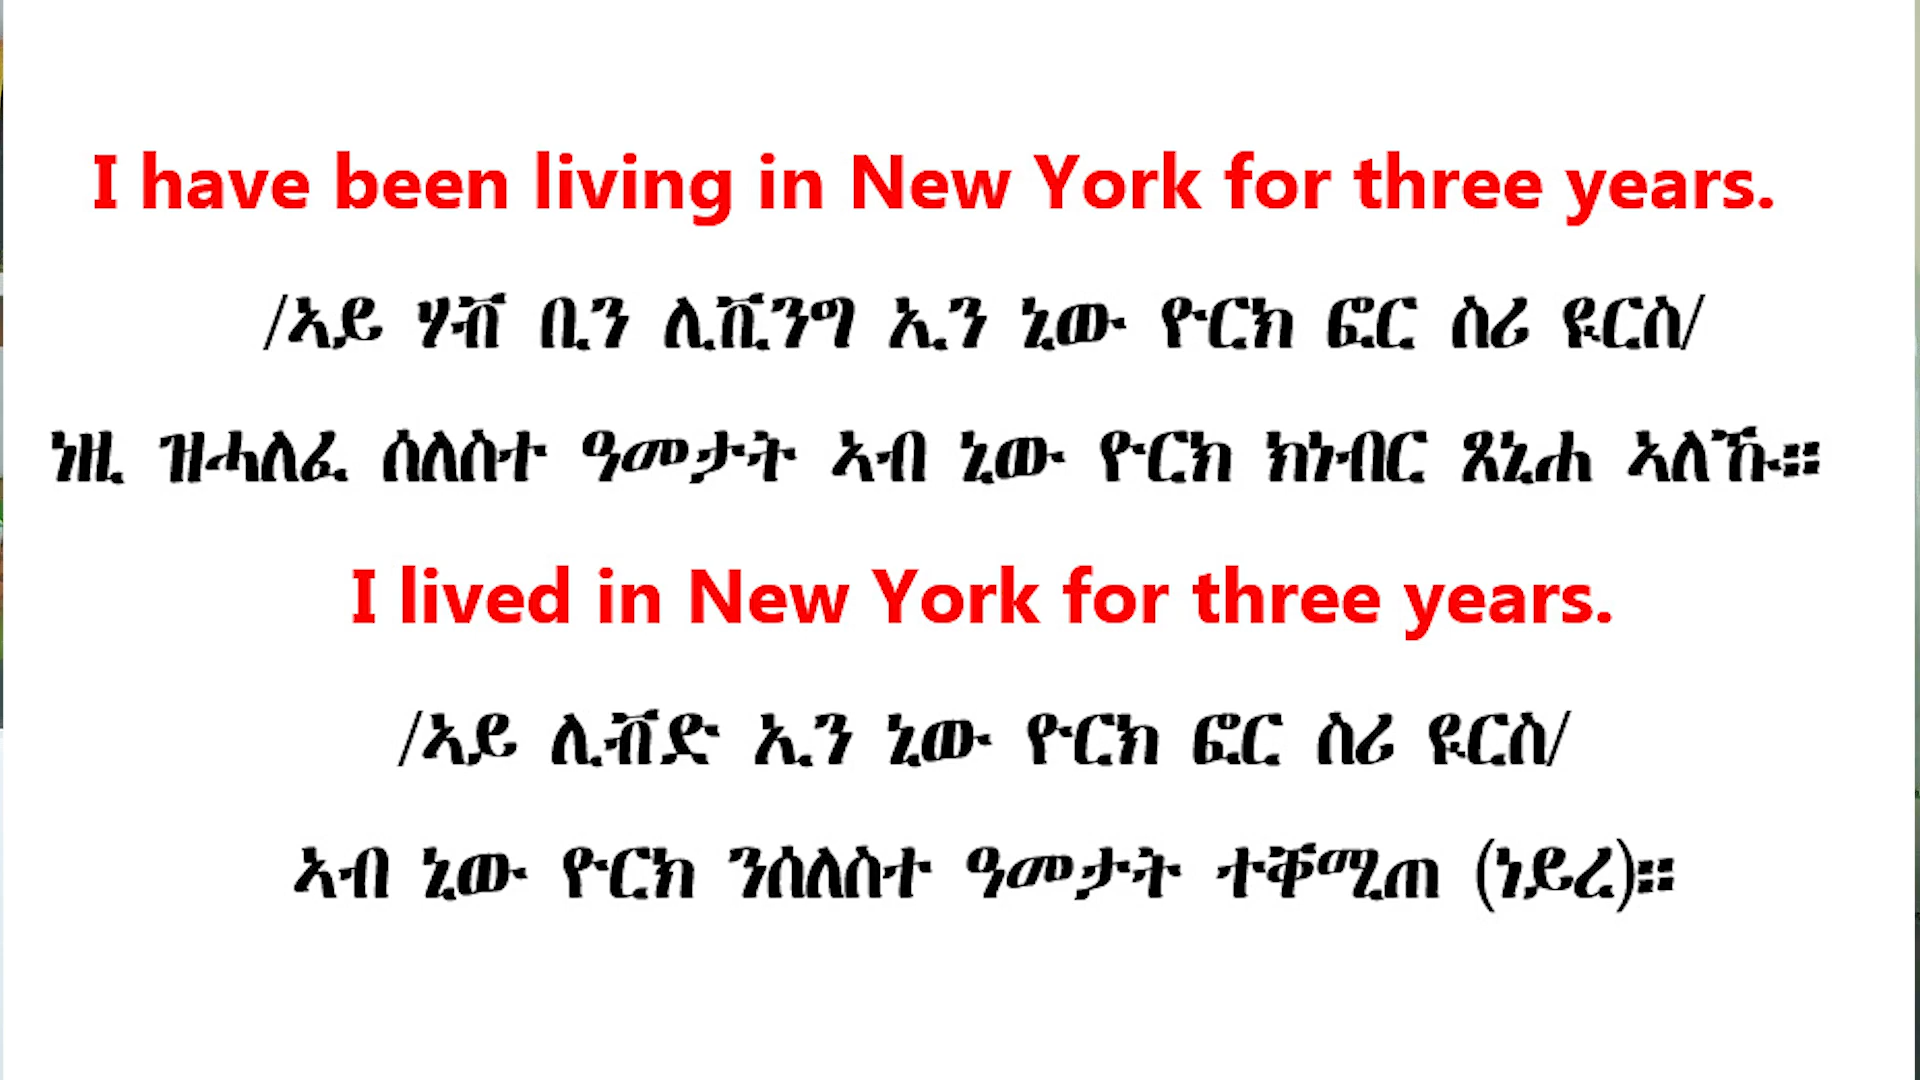 I have been living in New York for three years.
/ኣይ ሃቭ ቢን ሊቪንግ ኢን ኒው ዮርክ ፎር ስሪ ዪርስ/
ነዚ ዝሓለፈ ሰለስተ ዓመታት ኣብ ኒው ዮርክ ክነብር ጸኒሐ ኣለኹ።
I lived in New York for three years.
/ኣይ ሊቭድ ኢን ኒው ዮርክ ፎር ስሪ ዪርስ/
ኣብ ኒው ዮርክ ንሰለስተ ዓመታት ተቐሚጠ (ነይረ)።